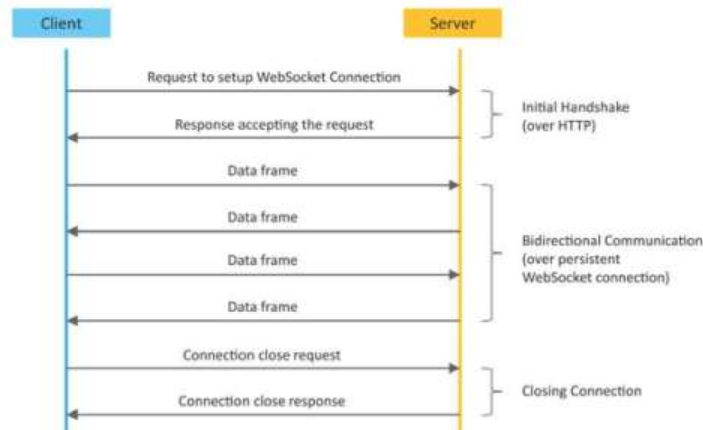 Client
Server
Request to setup WebSocket Connection
Response accepting the request
Initial Handshake
(over HTTP)
Data frame
Data frame
Data frame
Data frame
Bidirectional Communication
(over persistent
WebSocket connection)
Connection close request
Connection close response
Closing Connection